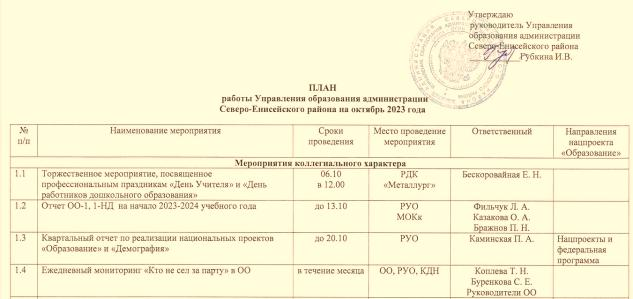 Утверждаю
руководитель Управления
образования администрации
Северо-Енисейского района
Губкина И.В.
ПЛАН
работы Управления образования администрации
Северо-Енисейского района на октябрь 2023 года
№ п/п Наименование мероприятия Сроки проведения Место проведение мероприятия Ответственный Направления нацпроекта «Образование»
Мероприятия коллегиального характера
1.1 Торжественное мероприятие, посвященное 06.10 РДК Бескоровайная Е. Н.
профессиональным праздникам «День Учителя» и «День в 12.00 «Металлург»
работников дошкольного образования»
1.2 Отчет ОО-1, 1-НД на начало 2023-2024 учебного года до 13.10 РУО Фильчук Л. А.
МОКк Казакова О. А.
Бражнов П. Н.
1.3 Квартальный отчет по реализации национальных проектов до 20.10 РУО Каминская П. А. Нацпроекты и
«Образование» и «Демография» федеральная
программа
1.4 Ежедневный мониторинг «Кто не сел за парту» в ОО в течение месяца ОО, РУО, КДН Коплева Т. Н.
Буренкова С. Е.
Руководители ОО